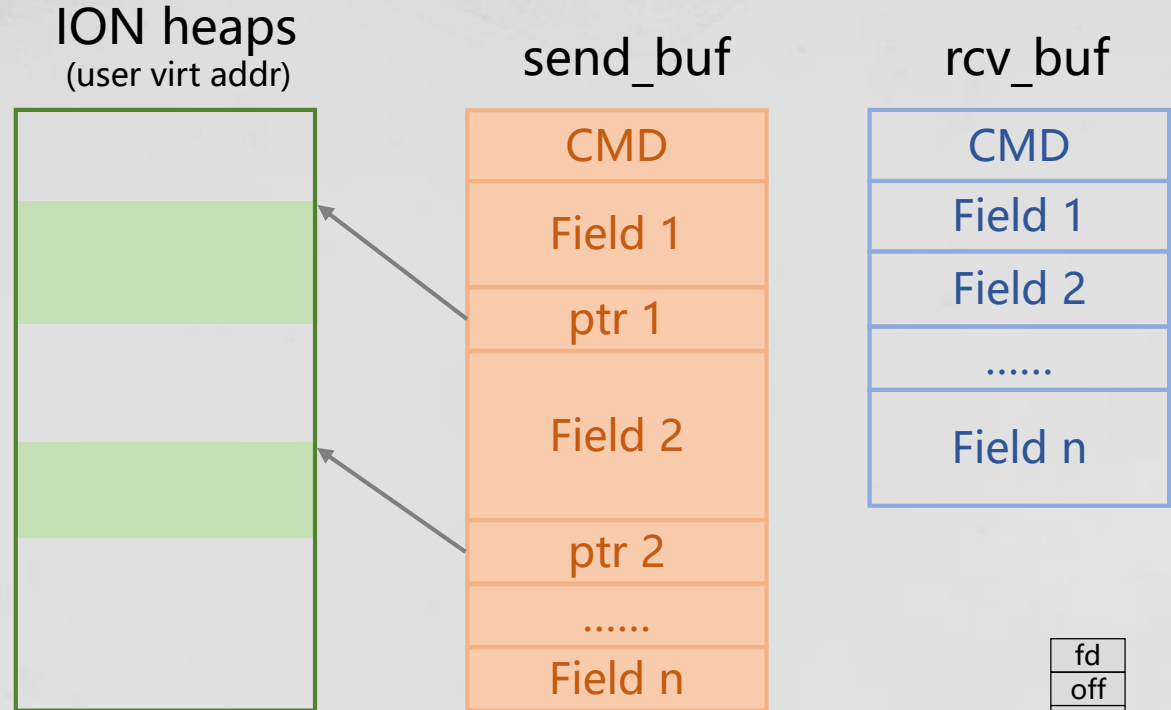 ION heaps
(user virt addr)
send_buf
CMD
Field 1
ptr 1
Field 2
ptr 2
......
Field n
rcv_buf
CMD
Field 1
Field 2
......
Field n
fd
off